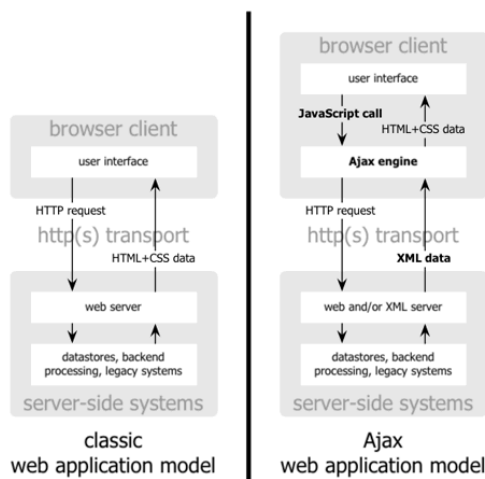 browser client
user interface
HTTP request
http(s) transport
HTML+CSS data
web server
datastores, backend
processing, legacy systems
server-side systems
classic
web application model
browser client
user interface
JavaScript call
HTML+CSS data
Ajax engine
HTTP request
http(s) transport
XML data
web and/or XML server
datastores, backend
processing, legacy systems
server-side systems
Ajax
web application model